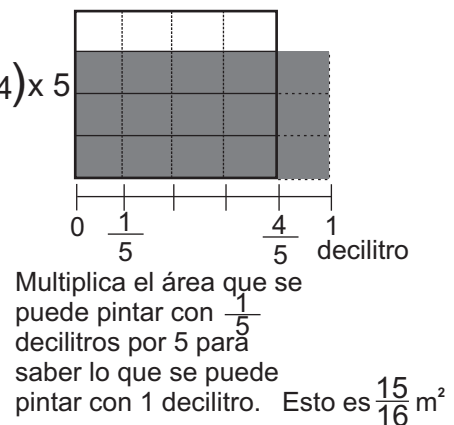 4) x 5
0 1/5 4/5 1
decilitro
Multiplica el área que se
puede pintar con 1/5
decilitros por 5 para
saber lo que se puede
pintar con 1 decilitro. Esto es 15/16 m²